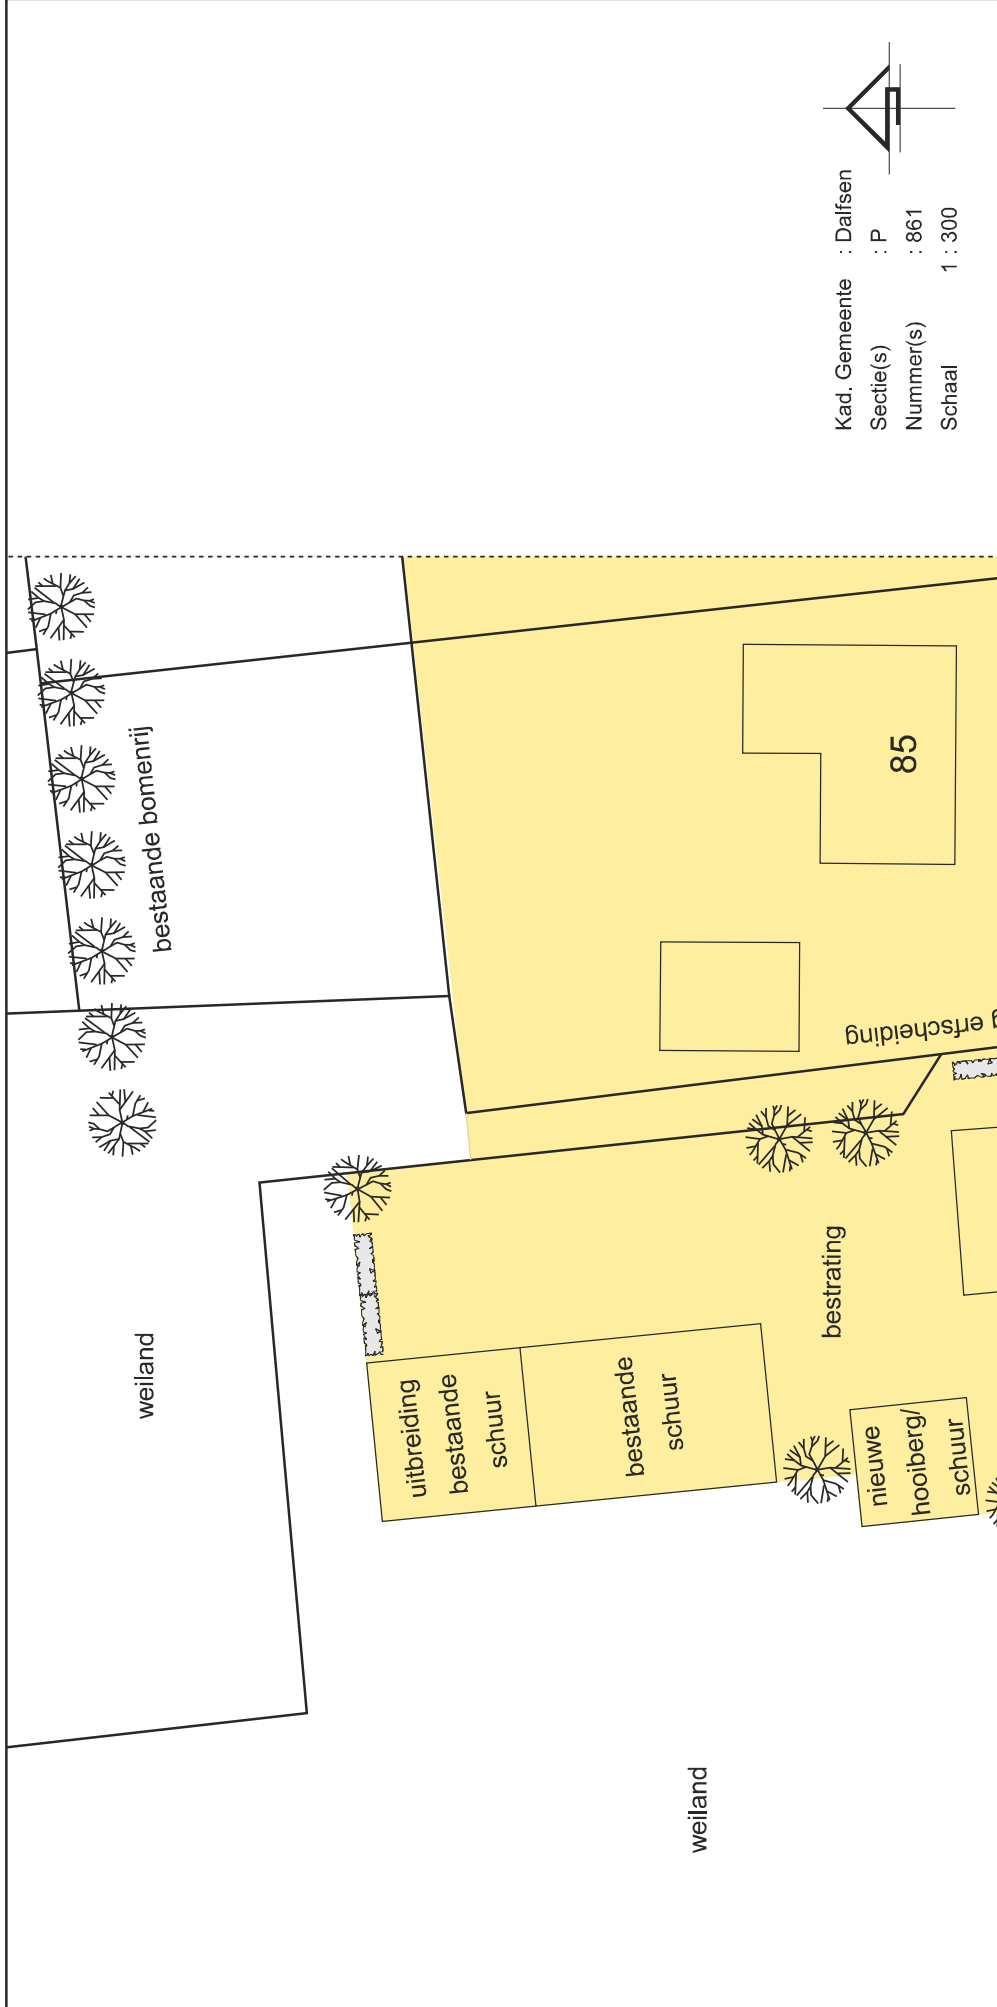 Kad. Gemeente : Dalfsen
Sectie(s) : P
Nummer(s) : 861
Schaal 1 : 300
bestaande bomenrij
85
erfscheiding
weiland
bestrating
uitbreiding
bestaande
schuur
bestaande
schuur
nieuwe
hooiberg/
schuur
weiland